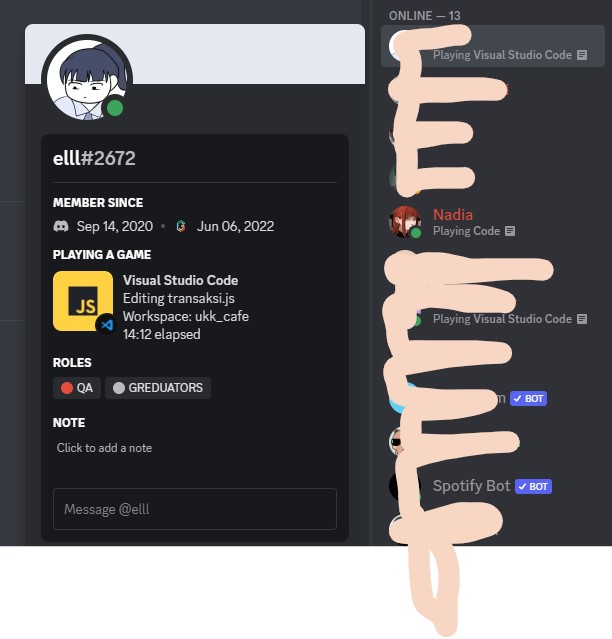 ONLINE — 13
Playing Visual Studio Code
elll#2672
MEMBER SINCE
Sep 14, 2020 • Jun 06, 2022
PLAYING A GAME
JS
Visual Studio Code
Editing transaksi.js
Workspace: ukk_cafe
14:12 elapsed
ROLES
QA GREDUATORS
NOTE
Click to add a note
Message @elll
Nadia
Playing Code
Playing Visual Studio Code
BOT
Spotify Bot BOT